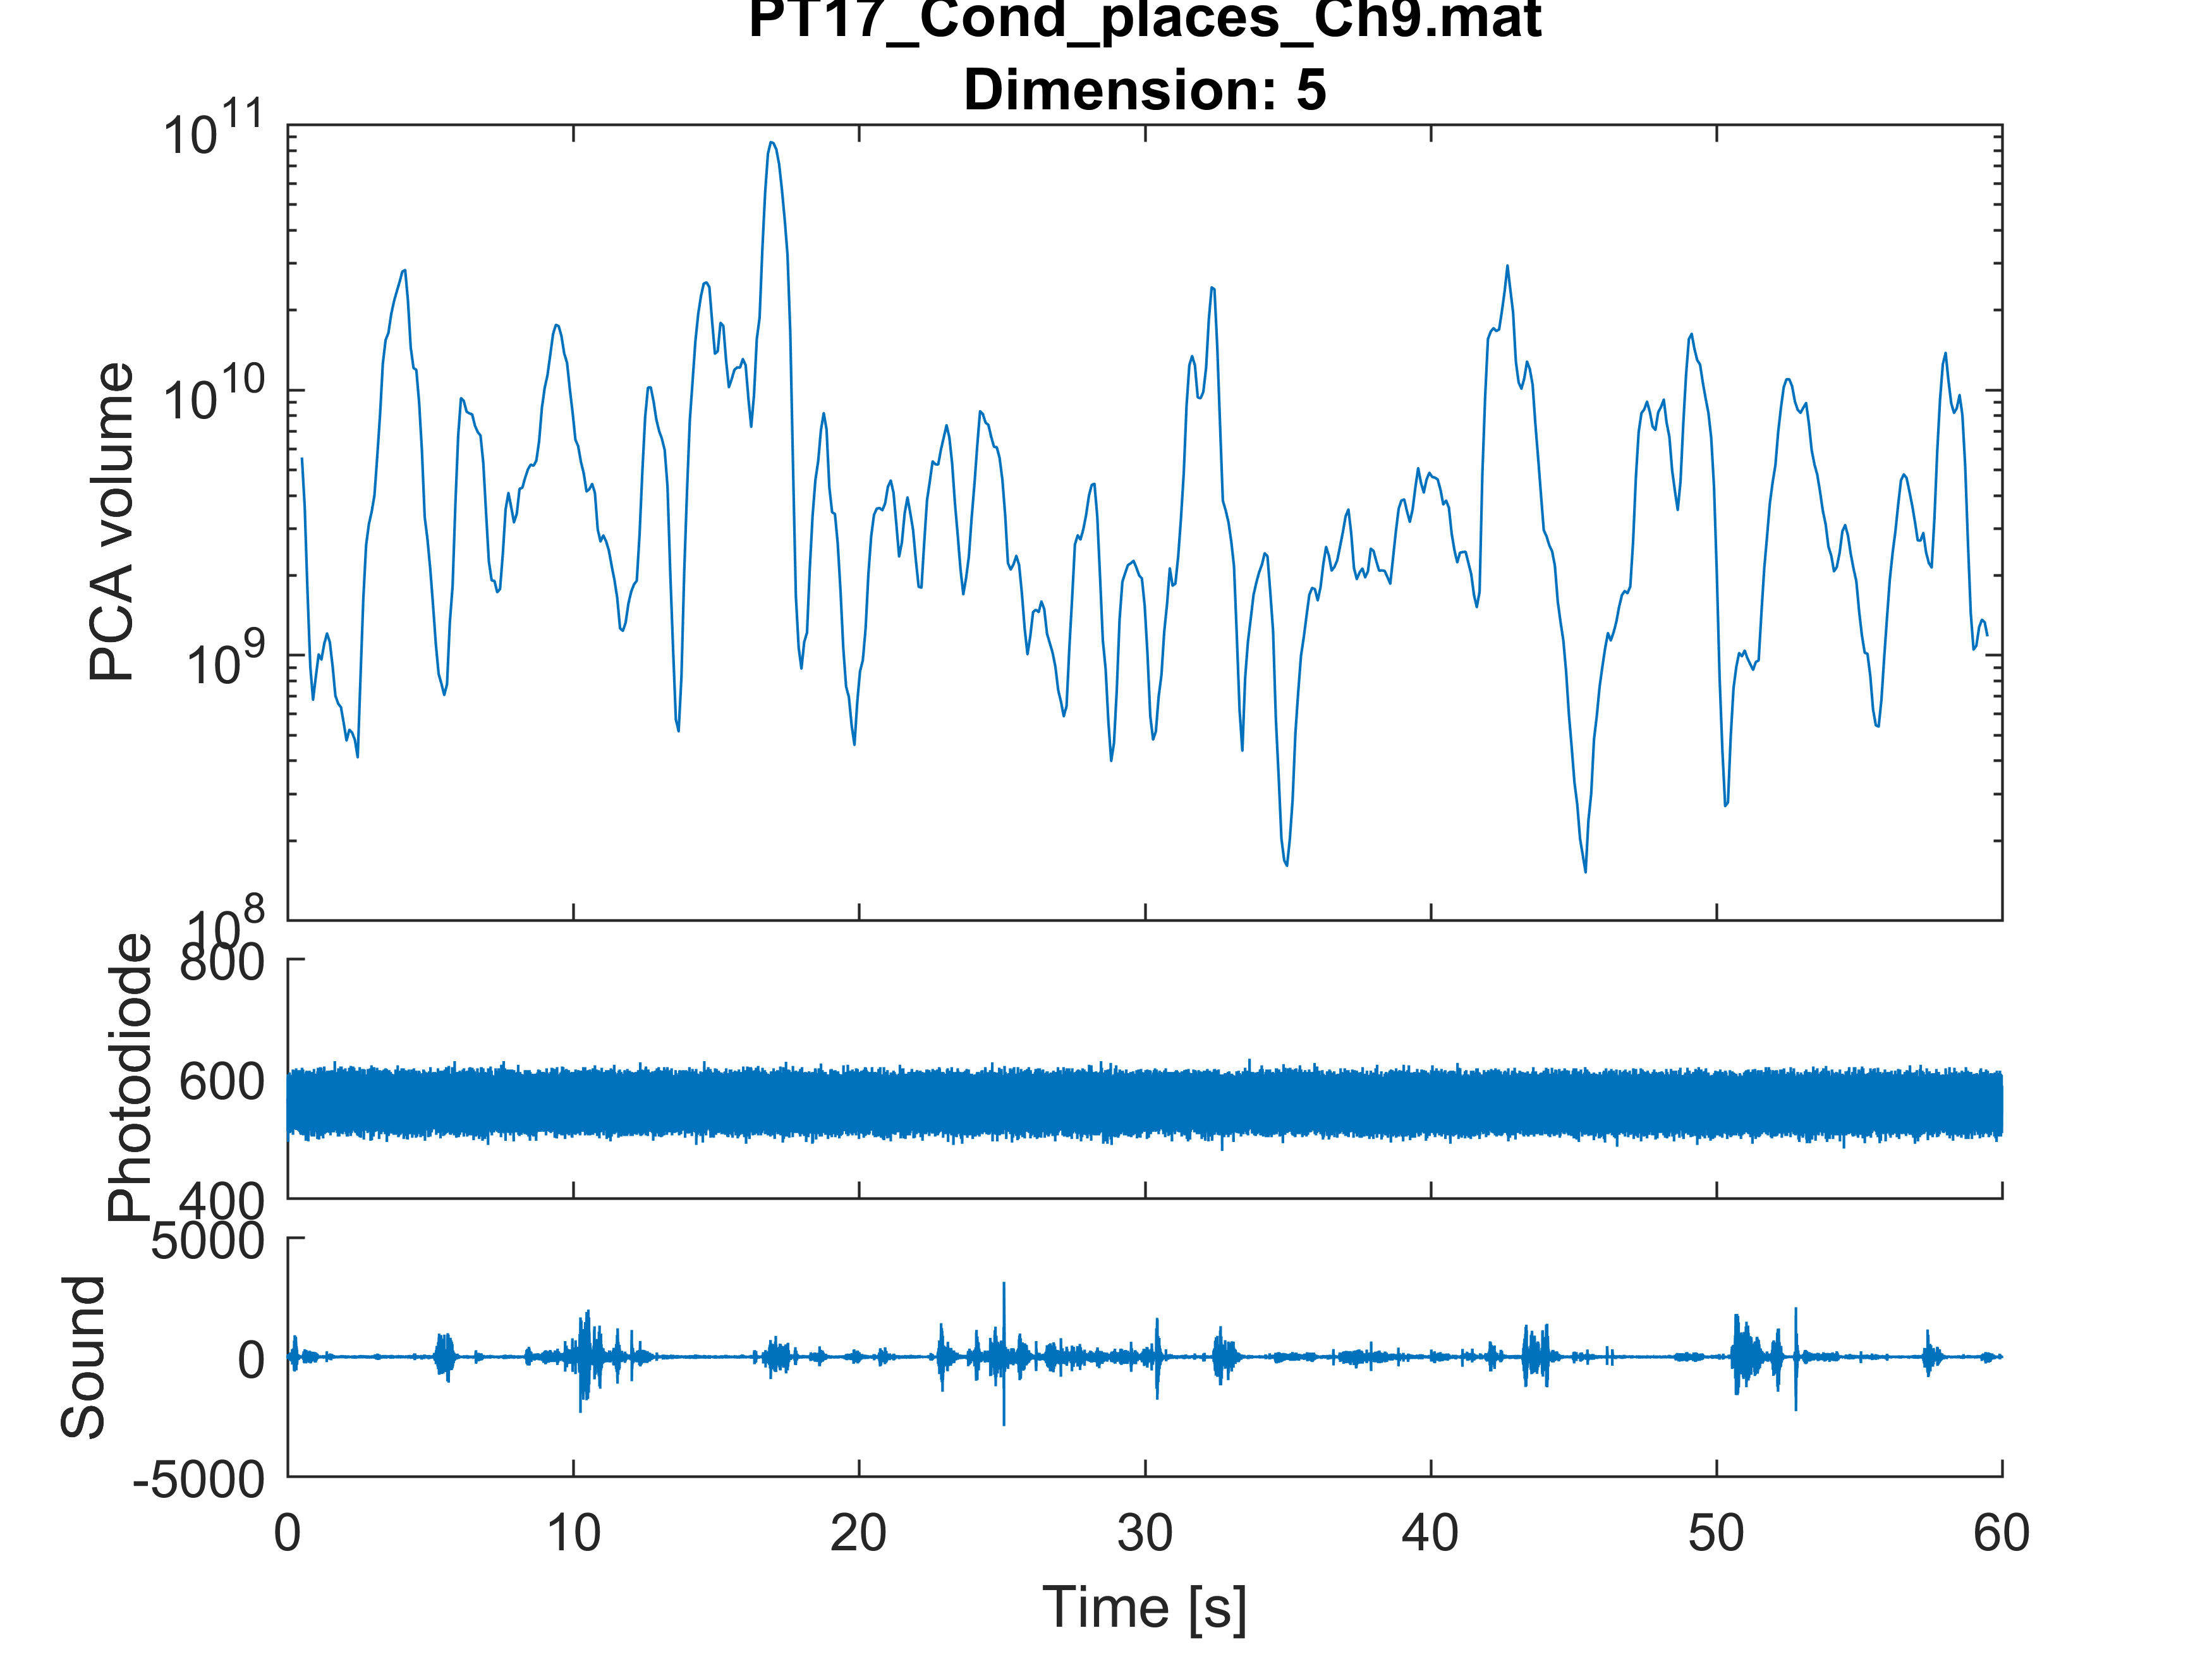 PT17_Cond_places_Ch9.mat
Dimension: 5
10^11
10^10
10^9
10^8
PCA volume
800
600
400
Photodiode
5000
0
-5000
Sound
0 10 20 30 40 50 60
Time [s]